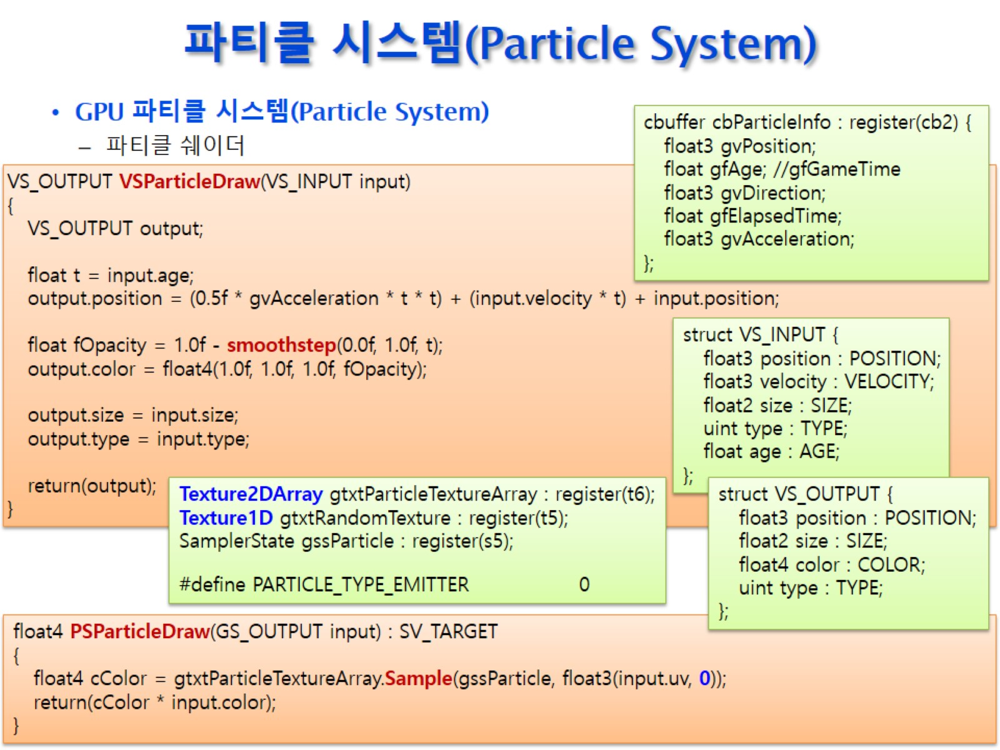 파티클 시스템(Particle System)
• GPU 파티클 시스템(Particle System)
– 파티클 쉐이더
cbuffer cbParticleInfo : register(cb2) {
float3 gvPosition;
float gfAge; //gfGameTime
float3 gvDirection;
float gfElapsedTime;
float3 gvAcceleration;
};
VS_OUTPUT VSParticleDraw(VS_INPUT input)
{
VS_OUTPUT output;
float t = input.age;
output.position = (0.5f * gvAcceleration * t * t) + (input.velocity * t) + input.position;
float fOpacity = 1.0f - smoothstep(0.0f, 1.0f, t);
output.color = float4(1.0f, 1.0f, 1.0f, fOpacity);
output.size = input.size;
output.type = input.type;
return(output);
}
struct VS_INPUT {
float3 position : POSITION;
float3 velocity : VELOCITY;
float2 size : SIZE;
uint type : TYPE;
float age : AGE;
};
Texture2DArray gtxtParticleTextureArray : register(t6);
Texture1D gtxtRandomTexture : register(t5);
SamplerState gssParticle : register(s5);
#define PARTICLE_TYPE_EMITTER 0
struct VS_OUTPUT {
float3 position : POSITION;
float2 size : SIZE;
float4 color : COLOR;
uint type : TYPE;
};
float4 PSParticleDraw(GS_OUTPUT input) : SV_TARGET
{
float4 cColor = gtxtParticleTextureArray.Sample(gssParticle, float3(input.uv, 0));
return(cColor * input.color);
}